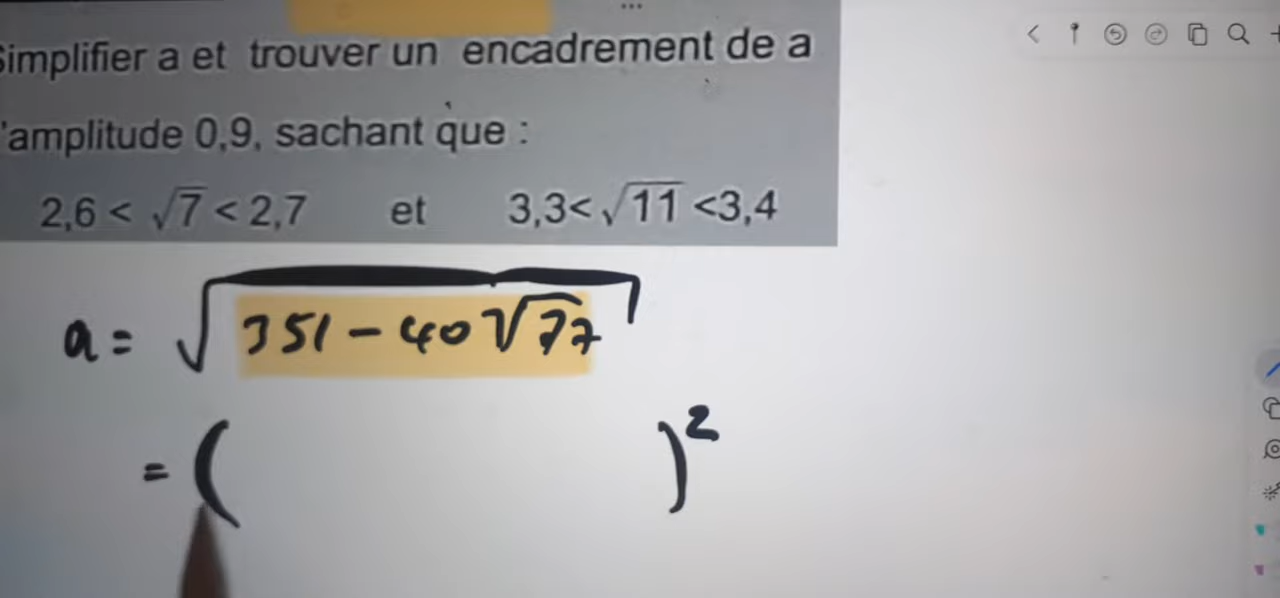 Simplifier a et trouver un encadrement de a
'amplitude 0,9, sachant que :
2,6 < √7 < 2,7 et 3,3< √11 <3,4
a = √351 - 40√77
= ( )²